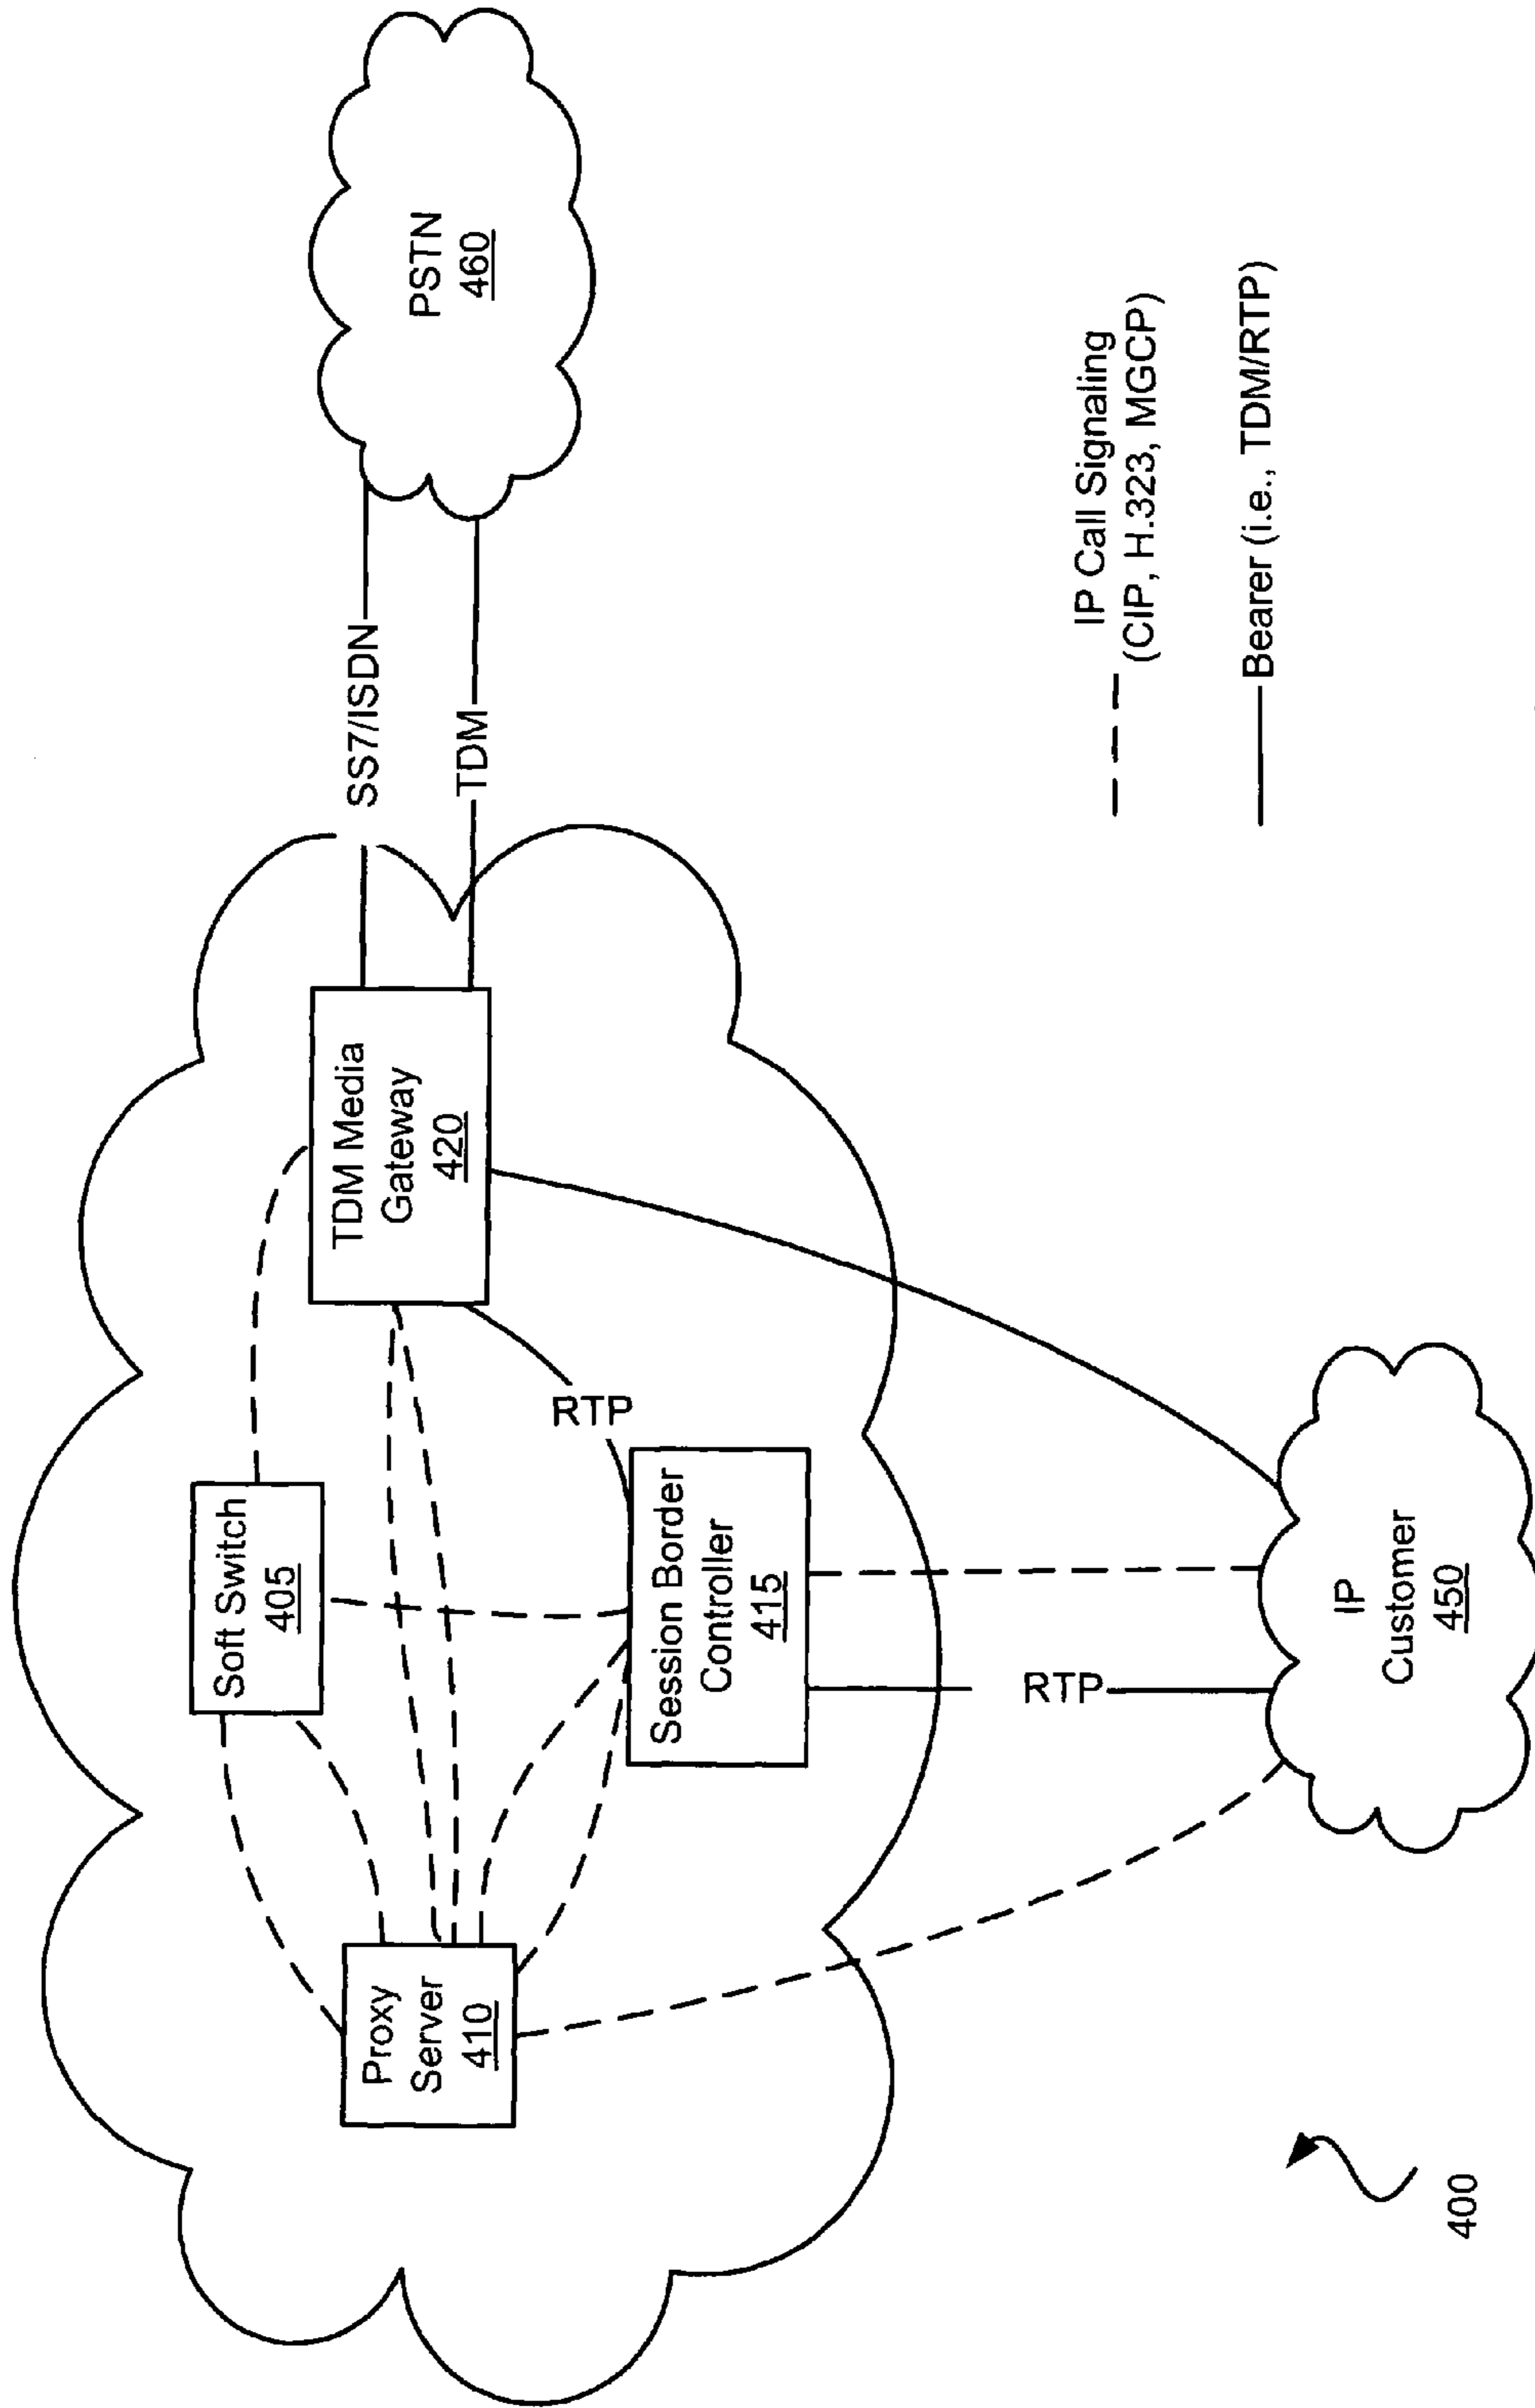 Soft Switch
405
Proxy
Server
410
TDM Media
Gateway
420
SS7/ISDN
TDM
PSTN
460
RTP
Session Border
Controller
415
RTP
IP
Customer
450
IP Call Signaling
(CIP, H.323, MGCP)
Bearer (i.e., TDM/RTP)
400